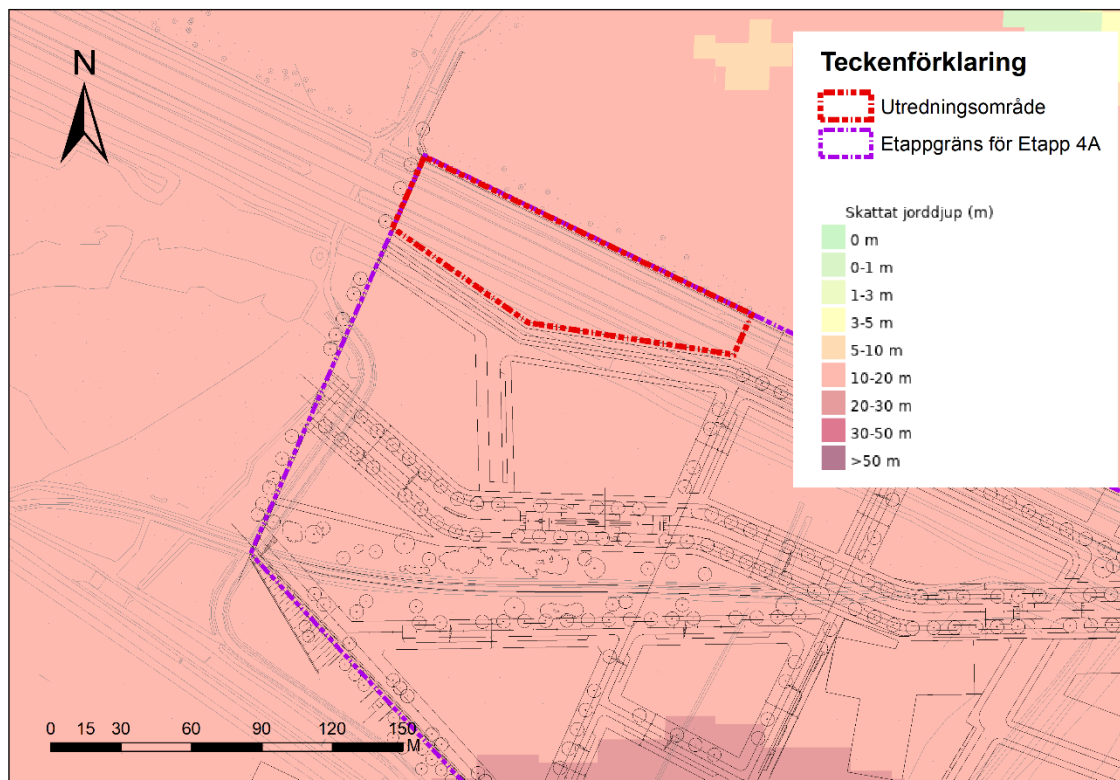 N
Teckenförklaring
Utredningsområde
Etappgräns för Etapp 4A
Skattat jorddjup (m)
0 m
0-1 m
1-3 m
3-5 m
5-10 m
10-20 m
20-30 m
30-50 m
>50 m
0 15 30 60 90 120 150
M